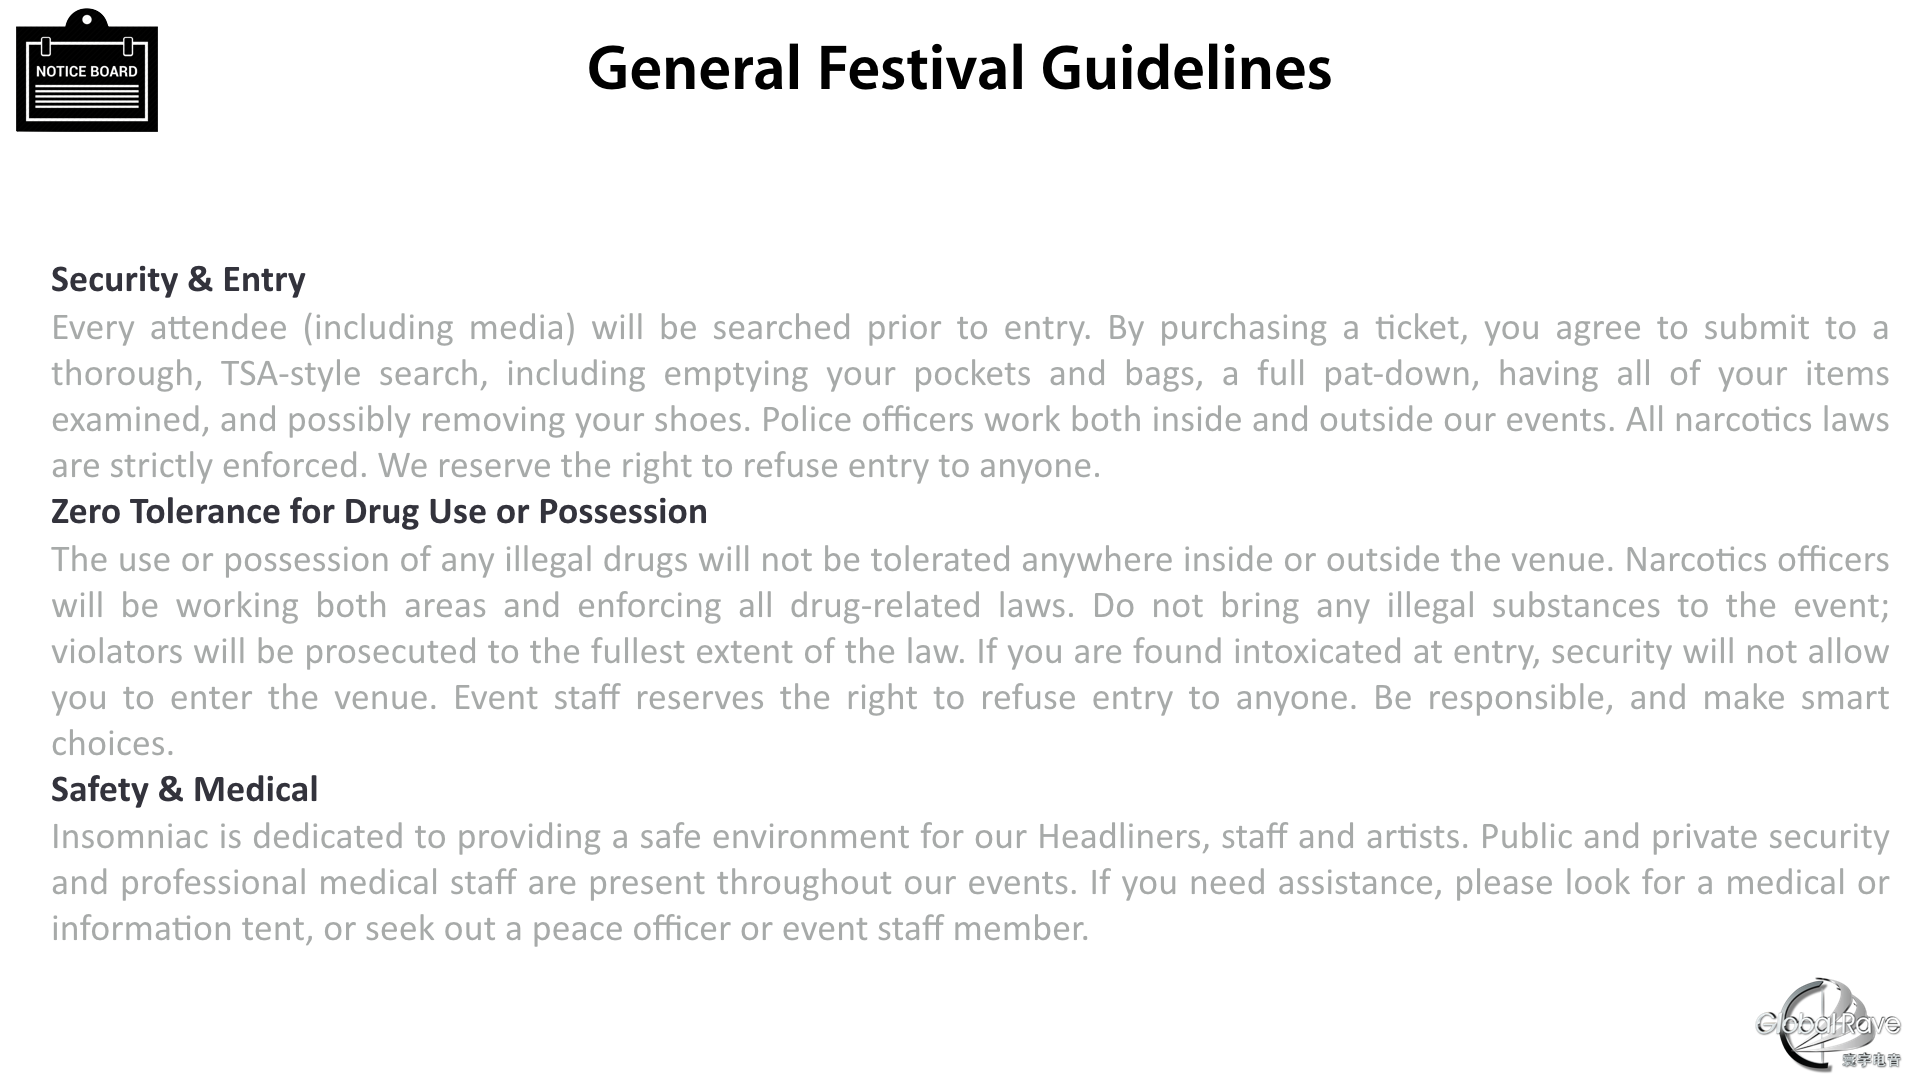 NOTICE BOARD
General Festival Guidelines
Security & Entry
Every attendee (including media) will be searched prior to entry. By purchasing a ticket, you agree to submit to a
thorough, TSA-style search, including emptying your pockets and bags, a full pat-down, having all of your items
examined, and possibly removing your shoes. Police officers work both inside and outside our events. All narcotics laws
are strictly enforced. We reserve the right to refuse entry to anyone.
Zero Tolerance for Drug Use or Possession
The use or possession of any illegal drugs will not be tolerated anywhere inside or outside the venue. Narcotics officers
will be working both areas and enforcing all drug-related laws. Do not bring any illegal substances to the event;
violators will be prosecuted to the fullest extent of the law. If you are found intoxicated at entry, security will not allow
you to enter the venue. Event staff reserves the right to refuse entry to anyone. Be responsible, and make smart
choices.
Safety & Medical
Insomniac is dedicated to providing a safe environment for our Headliners, staff and artists. Public and private security
and professional medical staff are present throughout our events. If you need assistance, please look for a medical or
information tent, or seek out a peace officer or event staff member.
Global Rave
寰宇电音